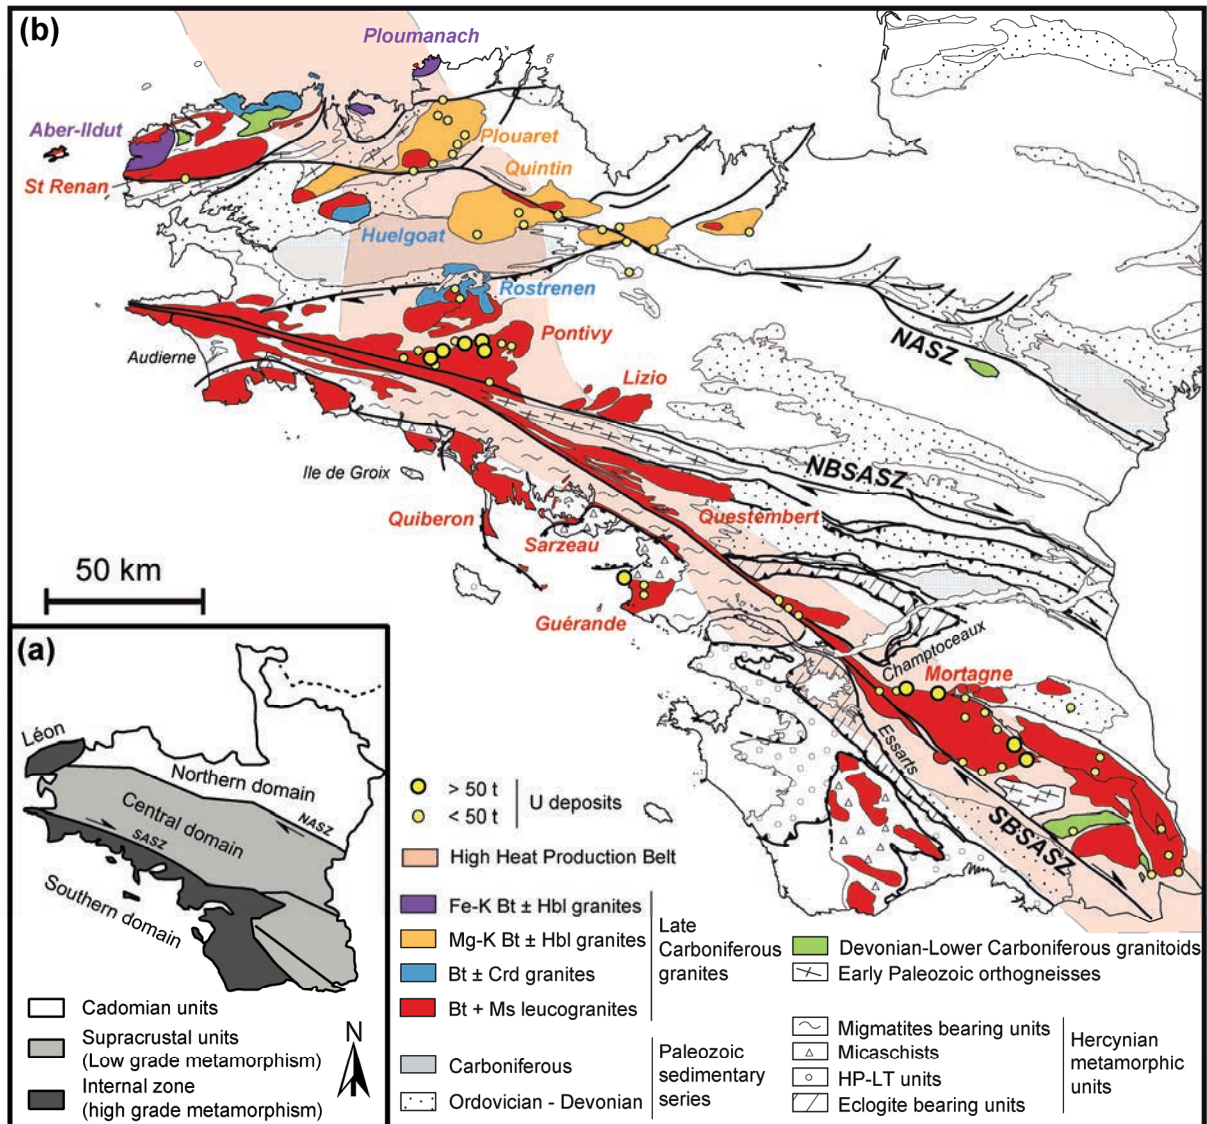 (b)
Ploumanach
Aber-Ildut
Plouaret
Quintin
St Renan
Huelgoat
Rostrenen
Pontivy
NASZ
Audierne
Lizio
NBSASZ
Ile de Groix
Quiberon
Questembert
Sarzeau
50 km
Guérande
Champtoceaux
Mortagne
Essarts
SBSASZ
(a)
Léon
Northern domain
NASZ
Central domain
SASZ
Southern domain
N
Cadomian units
Supracrustal units
(Low grade metamorphism)
Internal zone
(high grade metamorphism)
> 50 t
< 50 t
U deposits
High Heat Production Belt
Fe-K Bt ± Hbl granites
Mg-K Bt ± Hbl granites
Bt ± Crd granites
Bt + Ms leucogranites
Late
Carboniferous
granites
Carboniferous
Ordovician - Devonian
Paleozoic
sedimentary
series
Devonian-Lower Carboniferous granitoids
Early Paleozoic orthogneisses
Migmatites bearing units
Micaschists
HP-LT units
Eclogite bearing units
Hercynian
metamorphic
units